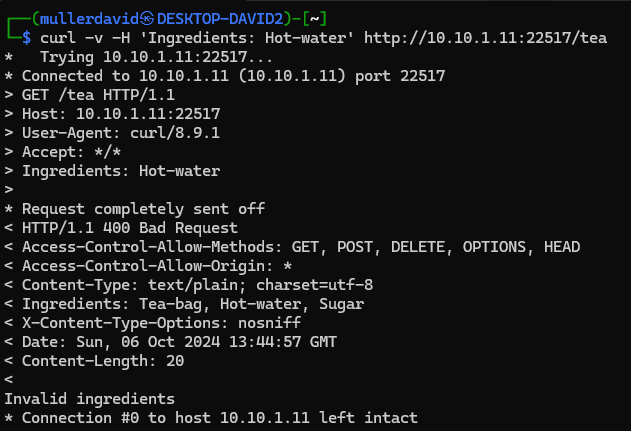 ┌──(mullerdavid㉿DESKTOP-DAVID2)-[~]
└─$ curl -v -H 'Ingredients: Hot-water' http://10.10.1.11:22517/tea
*   Trying 10.10.1.11:22517...
* Connected to 10.10.1.11 (10.10.1.11) port 22517
> GET /tea HTTP/1.1
> Host: 10.10.1.11:22517
> User-Agent: curl/8.9.1
> Accept: */*
> Ingredients: Hot-water
>
* Request completely sent off
< HTTP/1.1 400 Bad Request
< Access-Control-Allow-Methods: GET, POST, DELETE, OPTIONS, HEAD
< Access-Control-Allow-Origin: *
< Content-Type: text/plain; charset=utf-8
< Ingredients: Tea-bag, Hot-water, Sugar
< X-Content-Type-Options: nosniff
< Date: Sun, 06 Oct 2024 13:44:57 GMT
< Content-Length: 20
<
Invalid ingredients
* Connection #0 to host 10.10.1.11 left intact